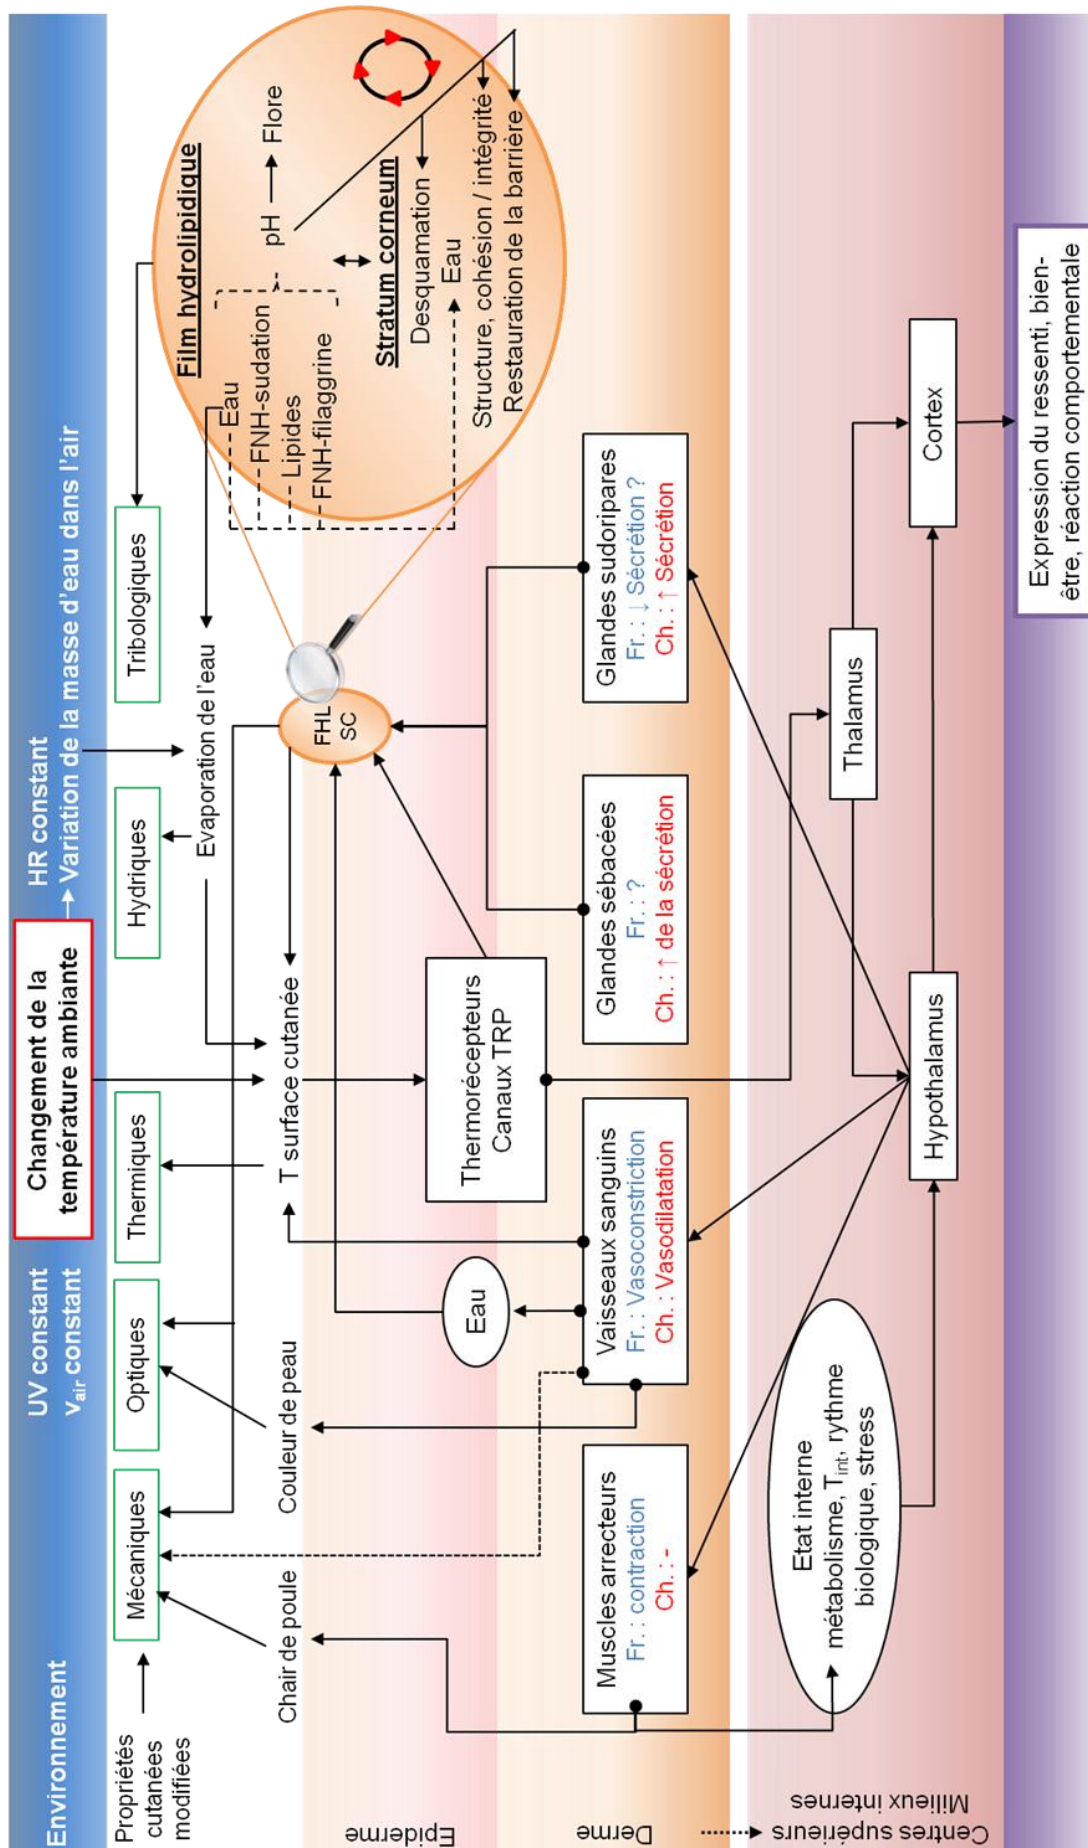 Environnement
UV constant
v_air constant
Changement de la
température ambiante
HR constant
Variation de la masse d'eau dans l'air
Propriétés
cutanées
modifiées
Mécaniques
Optiques
Thermiques
Hydriques
Tribologiques
Chair de poule
Couleur de peau
T surface cutanée
Evaporation de l'eau
Epiderme
Eau
Thermorécepteurs
Canaux TRP
FHL
SC
Film hydrolipidique
Eau
FNH-sudation
Lipides
FNH-filaggrine
pH
Flore
Stratum corneum
Desquamation
Eau
Structure, cohésion / intégrité
Restauration de la barrière
Derme
Muscles arrecteurs
Fr. : contraction
Ch. : -
Vaisseaux sanguins
Fr. : Vasoconstriction
Ch. : Vasodilatation
Glandes sébacées
Fr. : ?
Ch. : ↑ de la sécrétion
Glandes sudoripares
Fr. : ↓ Sécrétion ?
Ch. : ↑ Sécrétion
Centres supérieurs
Milieux internes
Etat interne
métabolisme, T_int, rythme
biologique, stress
Thalamus
Hypothalamus
Cortex
Expression du ressenti, bien-
être, réaction comportementale